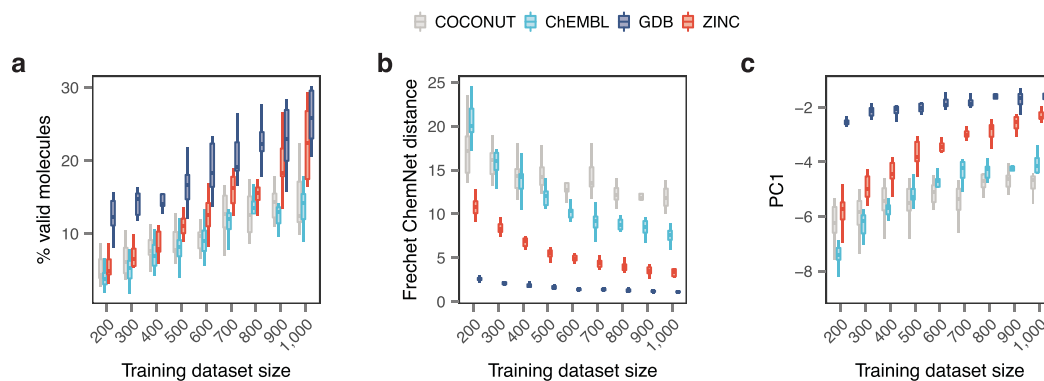 COCONUT ChEMBL GDB ZINC
a
% valid molecules
30
20
10
200 300 400 500 600 700 800 900 1,000
Training dataset size
b
Frechet ChemNet distance
25
20
15
10
5
0
200 300 400 500 600 700 800 900 1,000
Training dataset size
c
PC1
−2
−4
−6
−8
200 300 400 500 600 700 800 900 1,000
Training dataset size